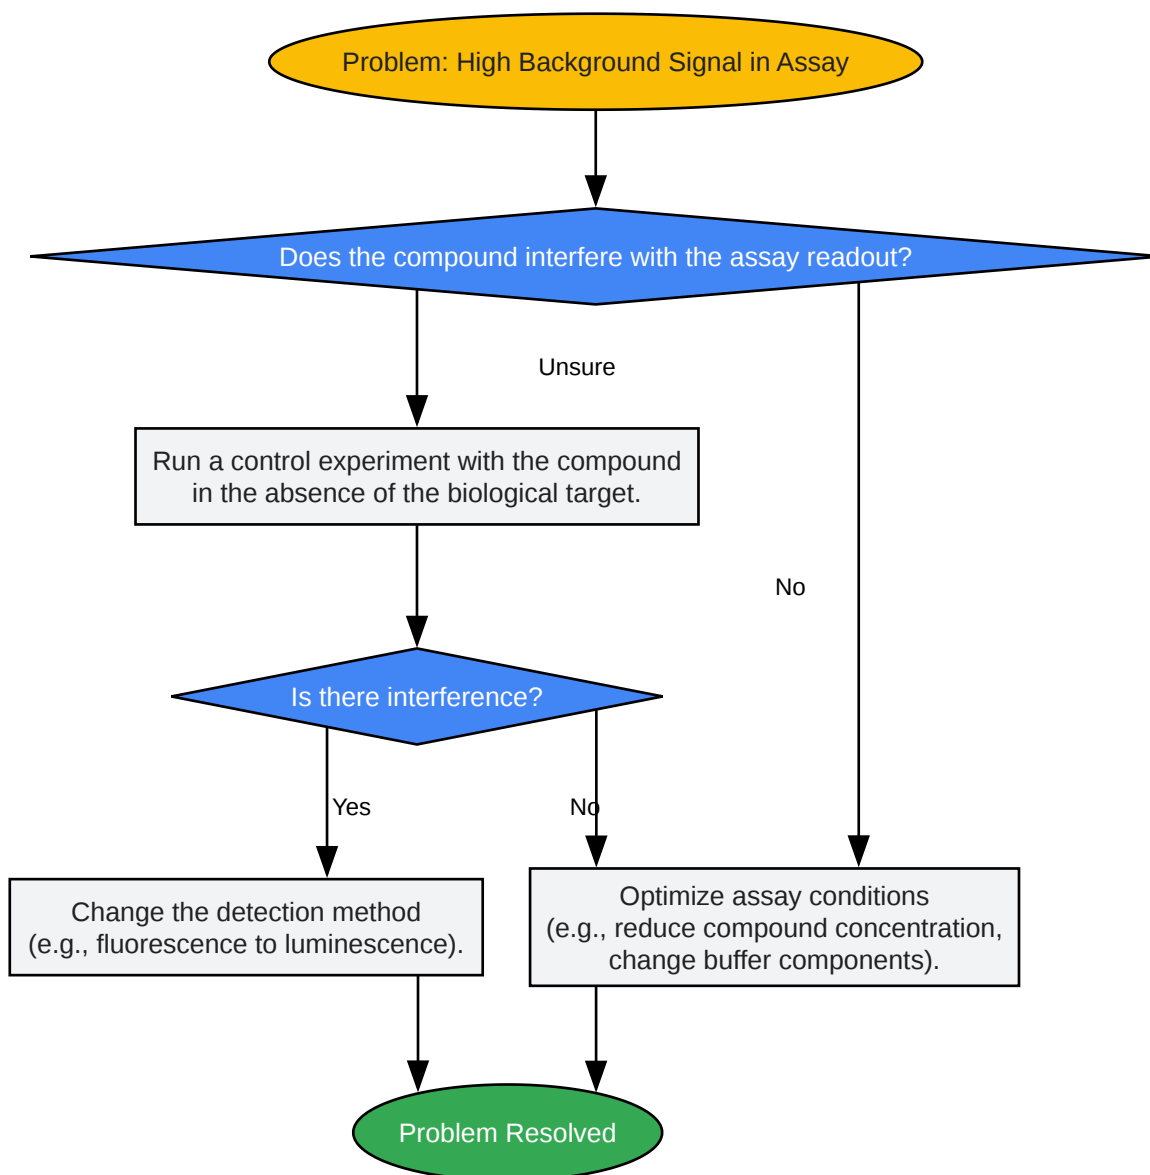 Problem: High Background Signal in Assay
Does the compound interfere with the assay readout?
Unsure
Run a control experiment with the compound
in the absence of the biological target.
No
Is there interference?
Yes
No
Change the detection method
(e.g., fluorescence to luminescence).
Optimize assay conditions
(e.g., reduce compound concentration,
change buffer components).
Problem Resolved